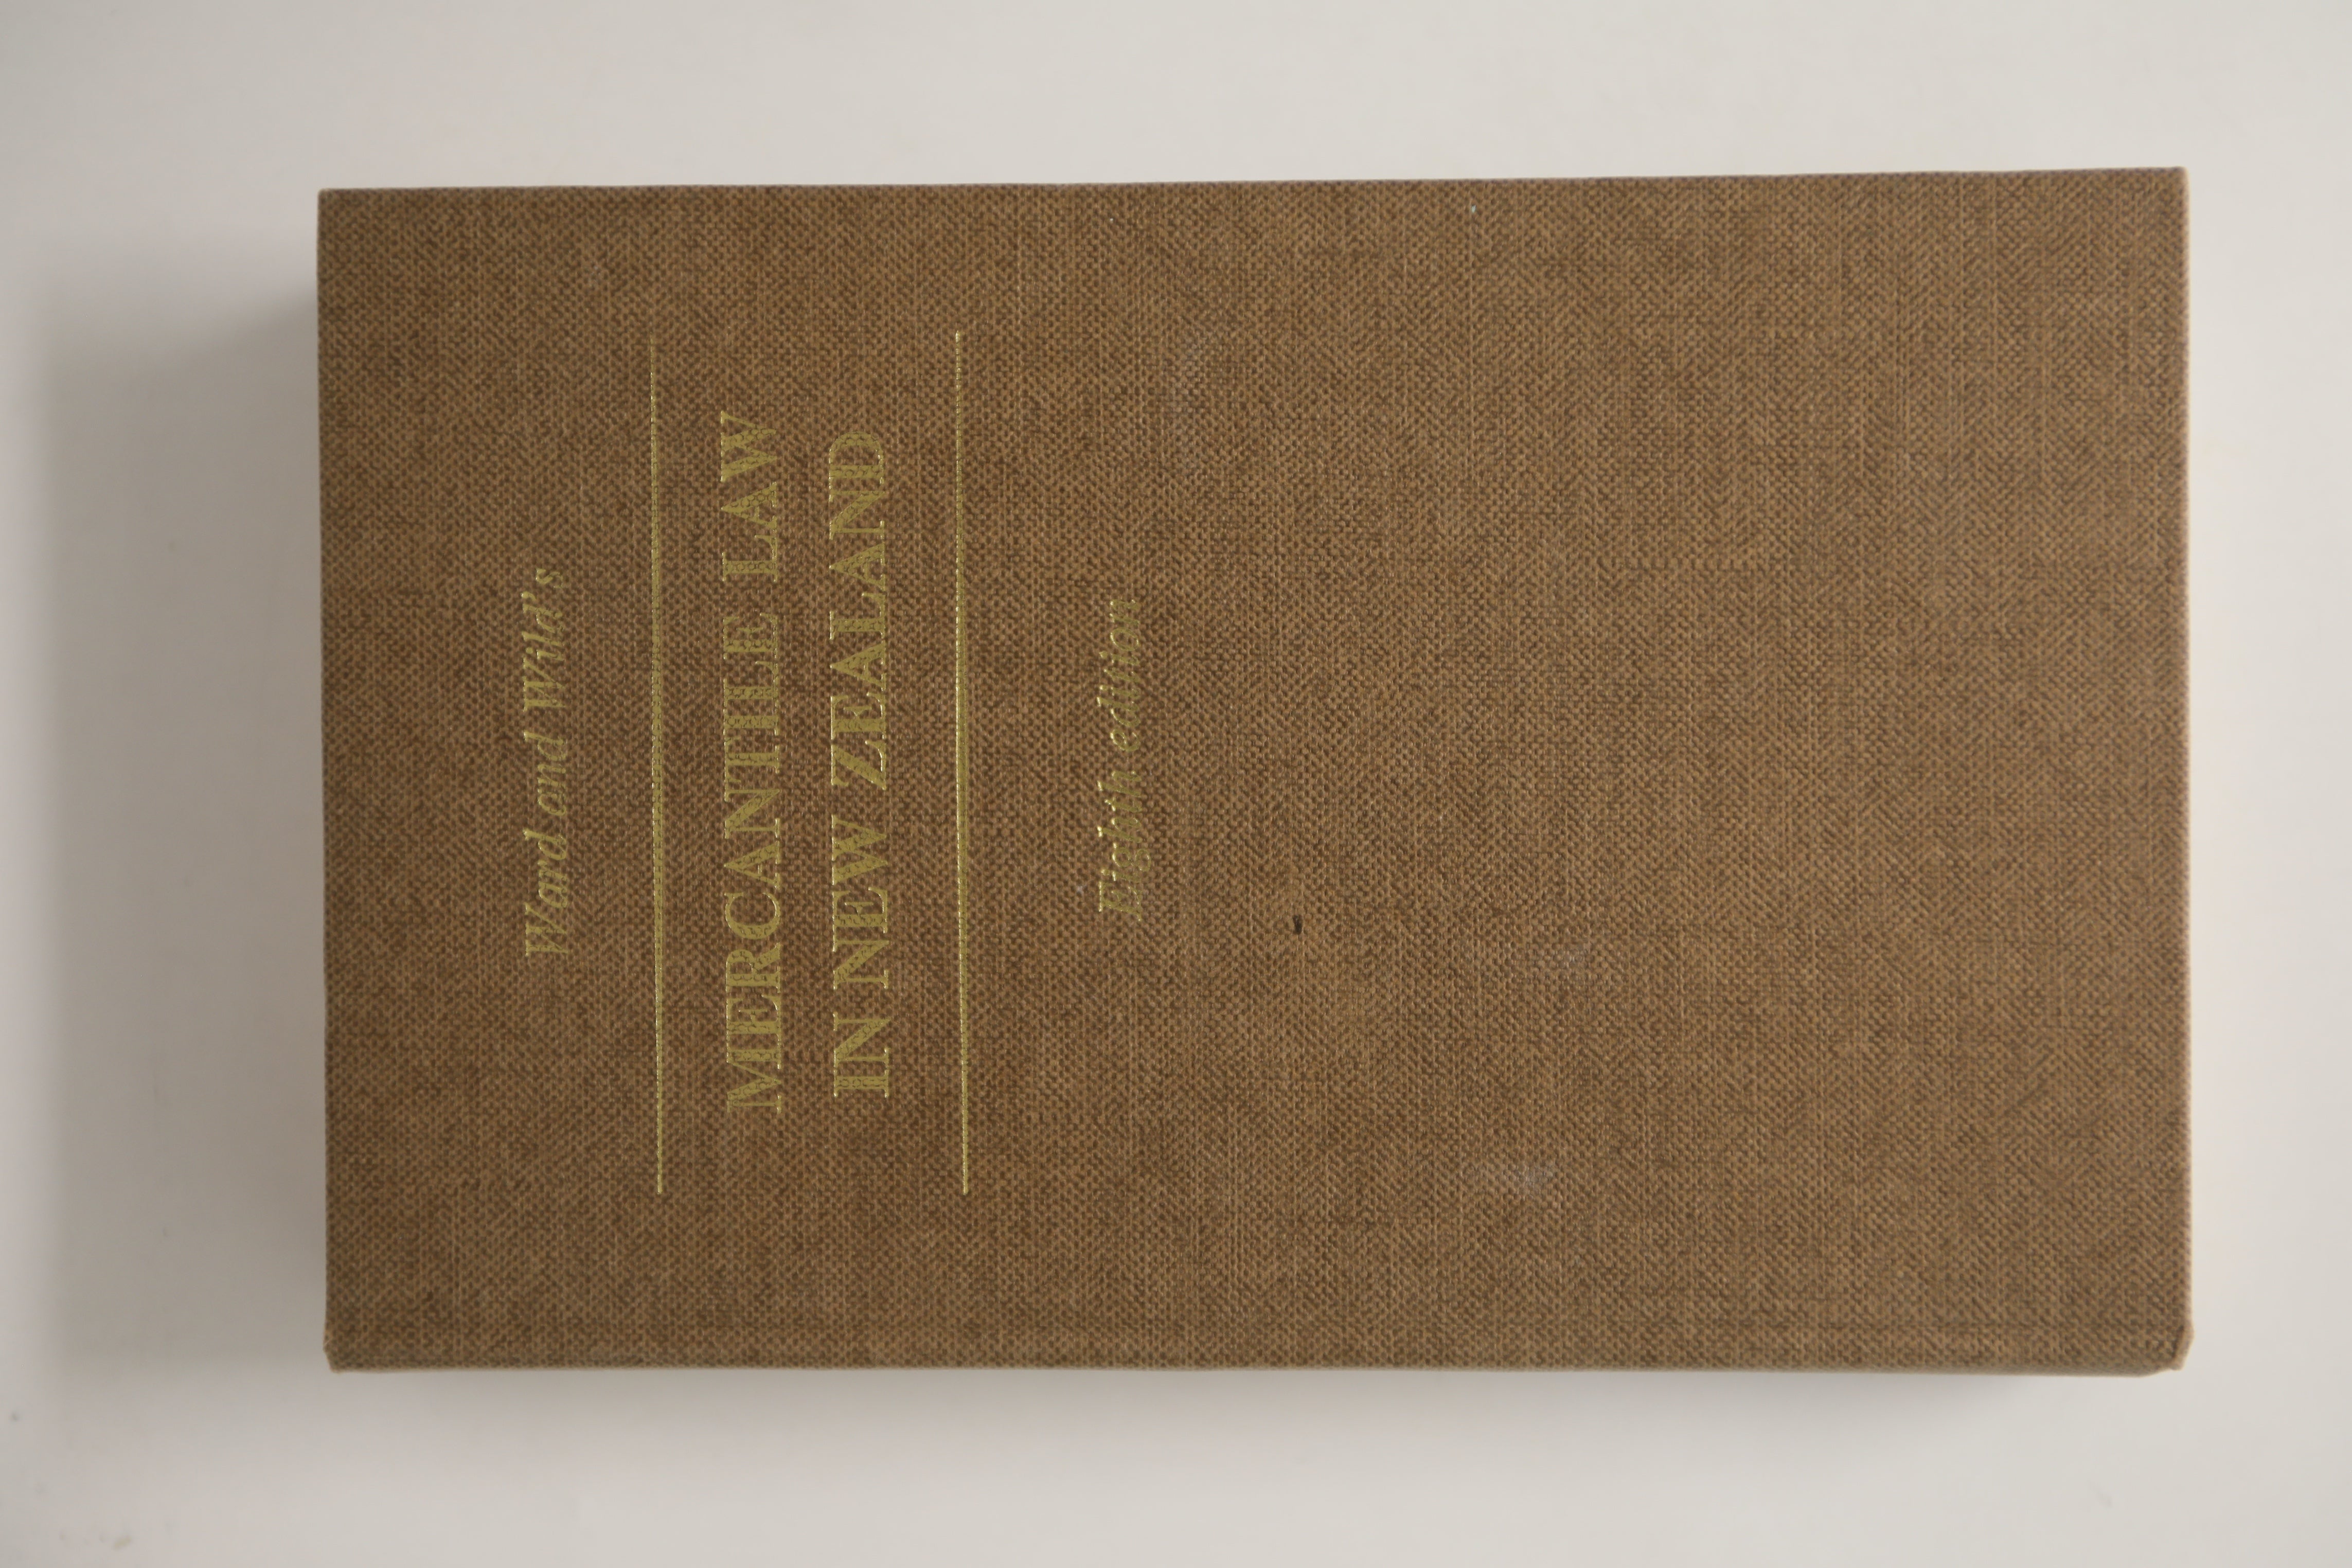 Ward and Wild's
MERCANTILE LAW
IN NEW ZEALAND
Eighth edition